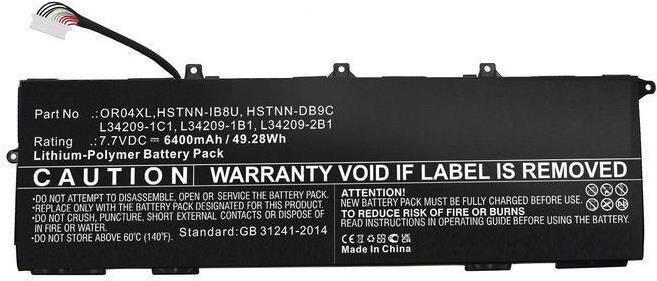 Part No :OR04XL,HSTNN-IB8U, HSTNN-DB9C
L34209-1C1, L34209-1B1, L34209-2B1
Rating :7.7VDC 6400mAh / 49.28Wh
Lithium-Polymer Battery Pack
CAUTION WARRANTY VOID IF LABEL IS REMOVED
•DO NOT ATTEMPT TO DISASSEMBLE, OPEN OR SERVICE THE BATTERY PACK.
•REPLACE ONLY WITH A BATTERY PACK DESIGNATED FOR THIS PRODUCT.
•DO NOT CRUSH, PUNCTURE, SHORT EXTERNAL CONTACTS OR DISPOSE OF
IN FIRE OR WATER.
•DO NOT STORE ABOVE 60℃ (140℉).
Standard:GB 31241-2014
ATTENTION!
NEW BATTERY PACK MUST BE FULLY CHARGED BEFORE USE.
TO REDUCE RISK OF FIRE OR BURNS
READ INSTRUCTIONS IN OPERATING GUIDE BEFORE USING THE BATTERY.
CE
FC
MADE IN CHINA